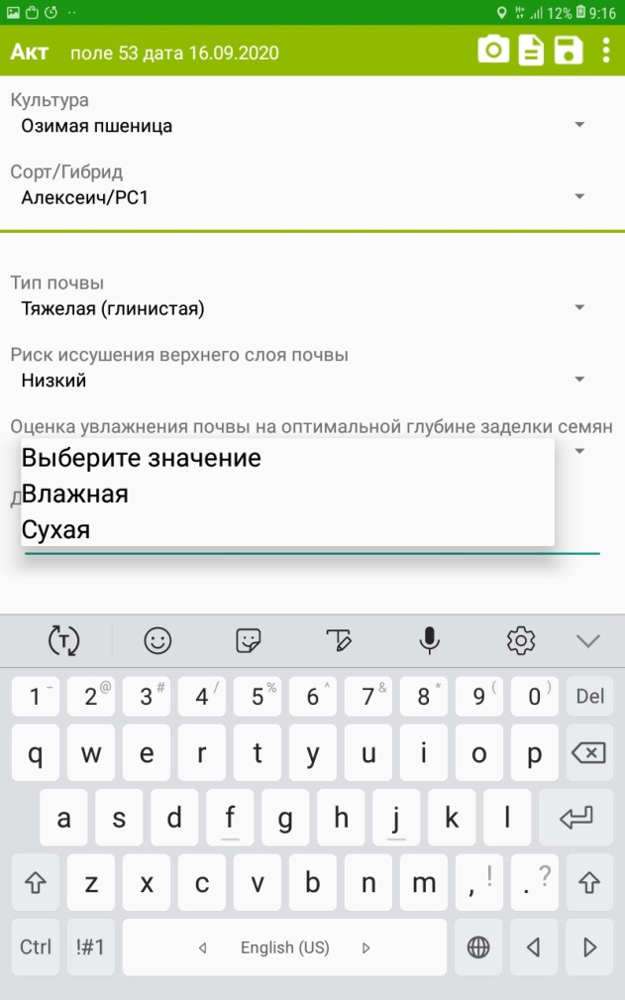 12% 9:16
Акт поле 53 дата 16.09.2020
Культура
Озимая пшеница
Сорт/Гибрид
Алексеич/РС1
Тип почвы
Тяжелая (глинистая)
Риск иссушения верхнего слоя почвы
Низкий
Оценка увлажнения почвы на оптимальной глубине заделки семян
Выберите значение
Влажная
Сухая
1 - 2 @ 3 # 4 / 5 % 6 ^ 7 & 8 * 9 ( 0 ) Del
q w e r t y u i o p
a s d f g h j k l
z x c v b n m , ! . ?
Ctrl !#1 English (US)